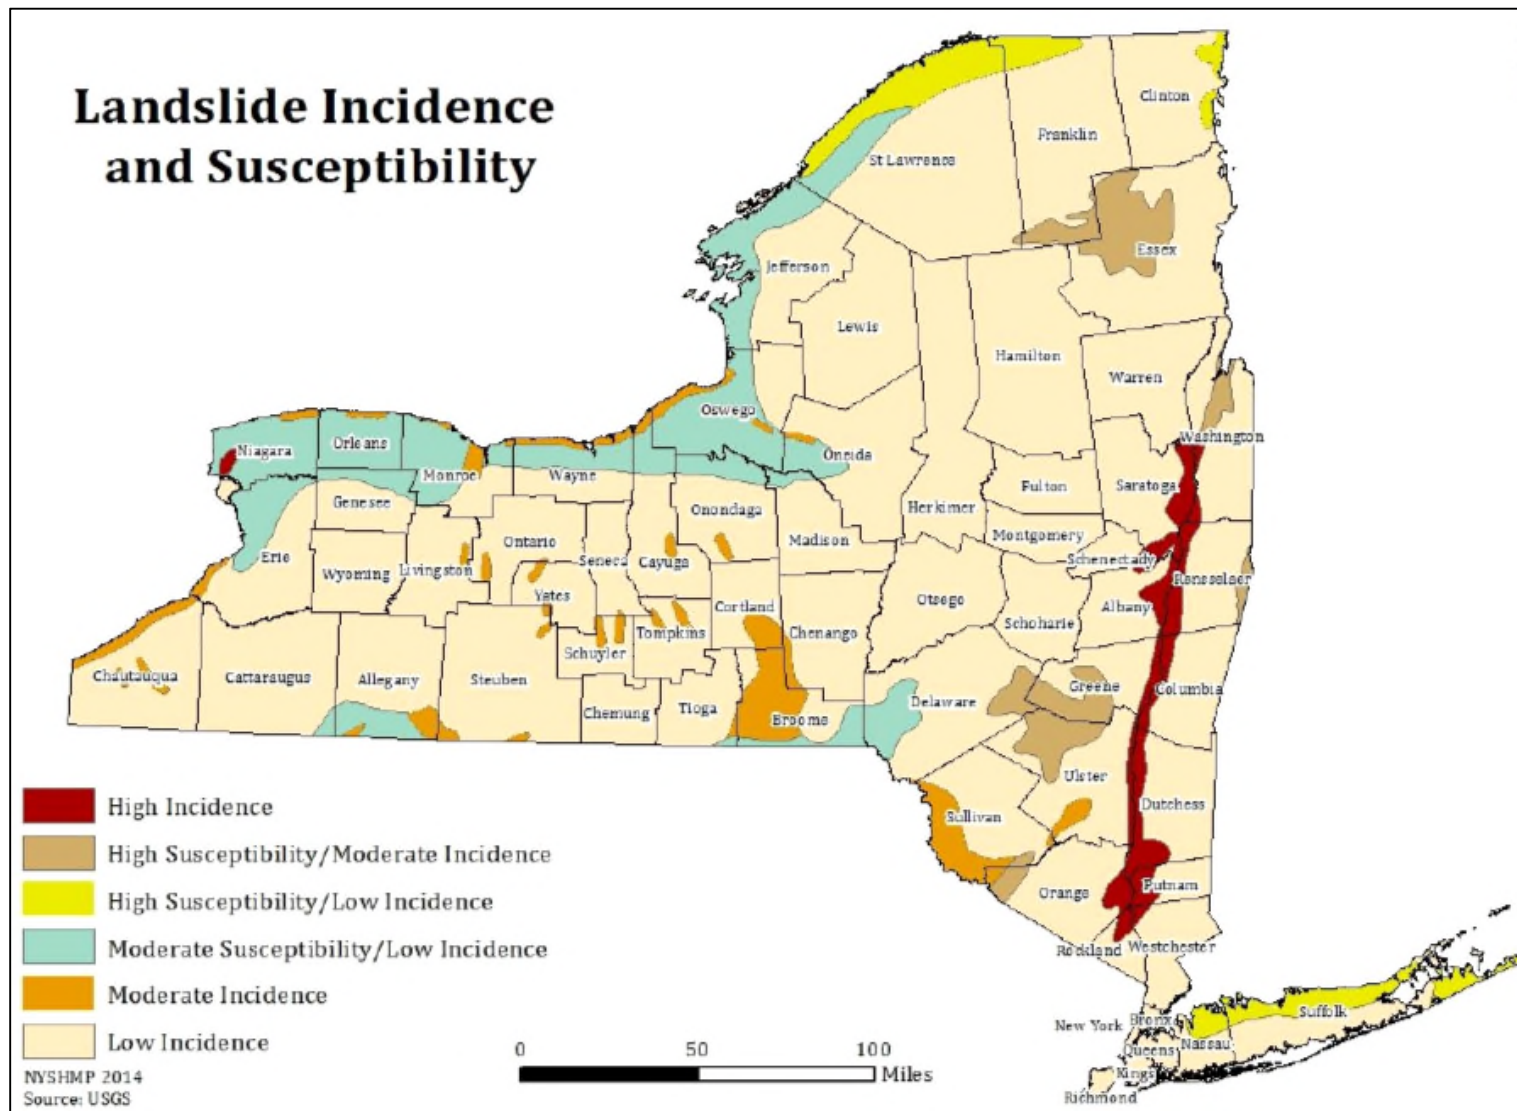 Landslide Incidence
and Susceptibility
Clinton
Franklin
St Lawrence
Essex
Jefferson
Lewis
Hamilton
Warren
Oswego
Washington
Niagara
Orleans
Monroe
Oneida
Wayne
Genesee
Fulton
Saratoga
Onondaga
Herkimer
Montgomery
Madison
Erie
Ontario
Seneca
Cayuga
Schenectady
Wyoming
Livingston
Rensselaer
Yates
Otsego
Cortland
Albany
Schoharie
Tompkins
Chenango
Schuyler
Chautauqua
Cattaraugus
Allegany
Steuben
Greene
Columbia
Delaware
Chemung
Tioga
Broome
Ulster
Dutchess
Sullivan
Orange
Putnam
Rockland
Westchester
Suffolk
New York
Bronx
Queens
Nassau
Kings
Richmond
High Incidence
High Susceptibility/Moderate Incidence
High Susceptibility/Low Incidence
Moderate Susceptibility/Low Incidence
Moderate Incidence
Low Incidence
0 50 100
Miles
NYSHMP 2014
Source: USGS